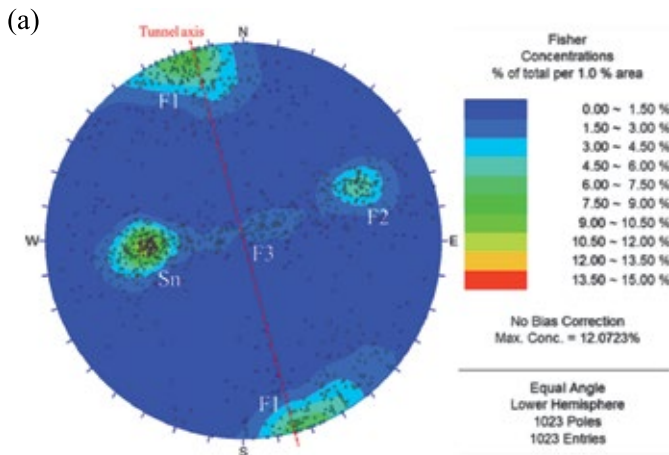 (a)
Tunnel axis
N
F1
F2
W
E
F3
Sn
F1
S
Fisher
Concentrations
% of total per 1.0 % area
0.00 ~ 1.50 %
1.50 ~ 3.00 %
3.00 ~ 4.50 %
4.50 ~ 6.00 %
6.00 ~ 7.50 %
7.50 ~ 9.00 %
9.00 ~ 10.50 %
10.50 ~ 12.00 %
12.00 ~ 13.50 %
13.50 ~ 15.00 %
No Bias Correction
Max. Conc. = 12.0723%
Equal Angle
Lower Hemisphere
1023 Poles
1023 Entries